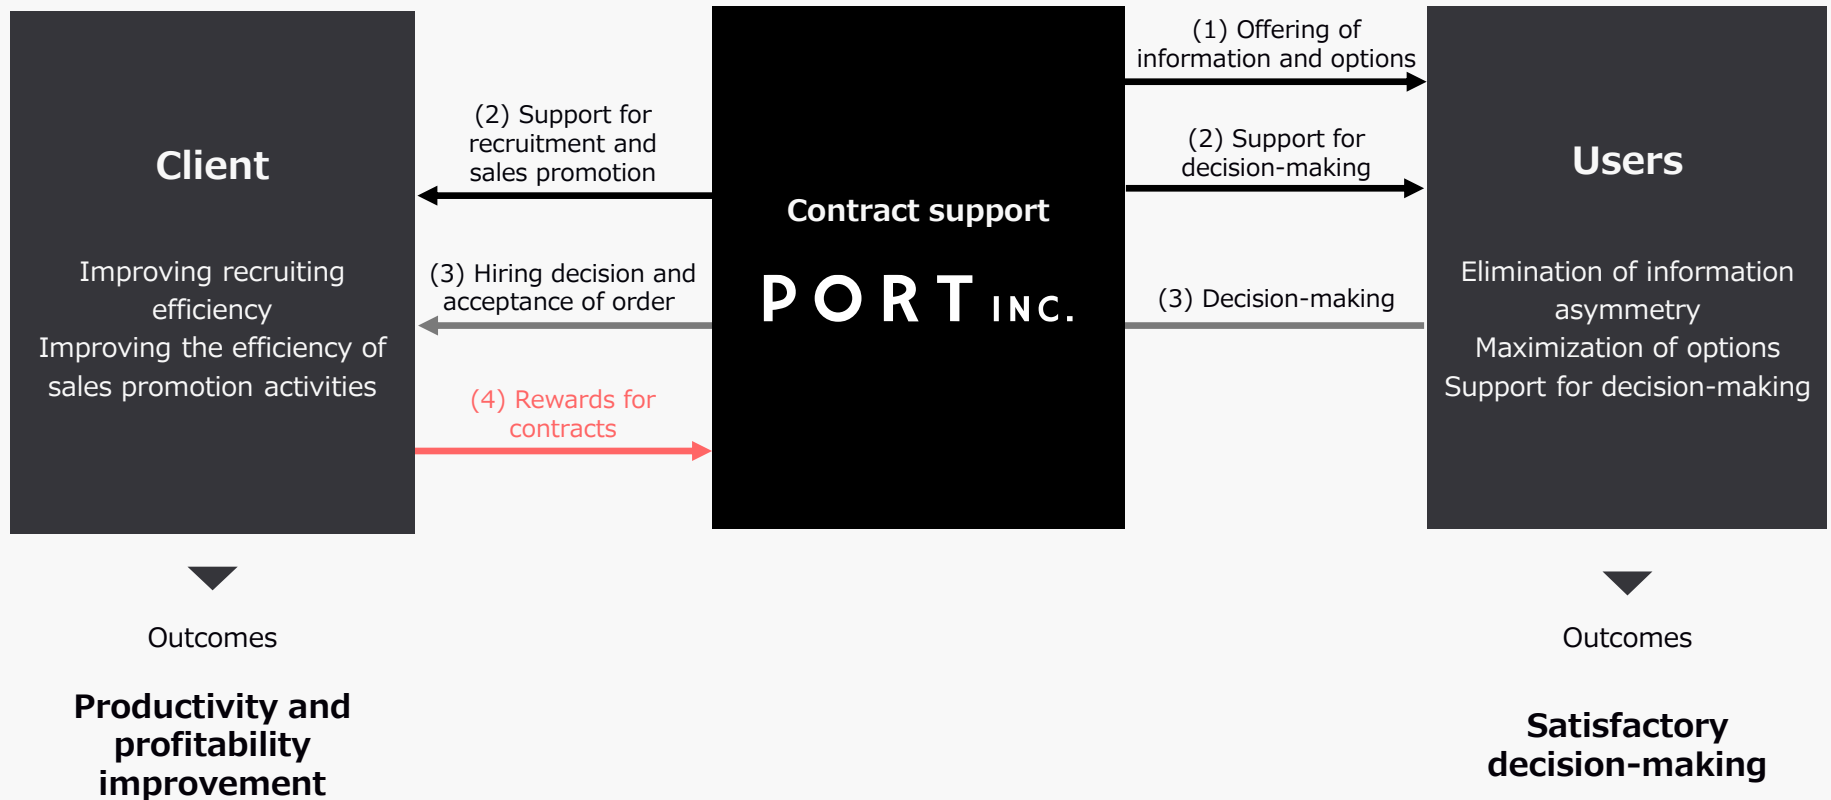 Client
Improving recruiting
efficiency
Improving the efficiency of
sales promotion activities
Outcomes
Productivity and
profitability
improvement
(2) Support for
recruitment and
sales promotion
(3) Hiring decision and
acceptance of order
(4) Rewards for
contracts
Contract support
PORT INC.
(1) Offering of
information and options
(2) Support for
decision-making
(3) Decision-making
Users
Elimination of information
asymmetry
Maximization of options
Support for decision-making
Outcomes
Satisfactory
decision-making